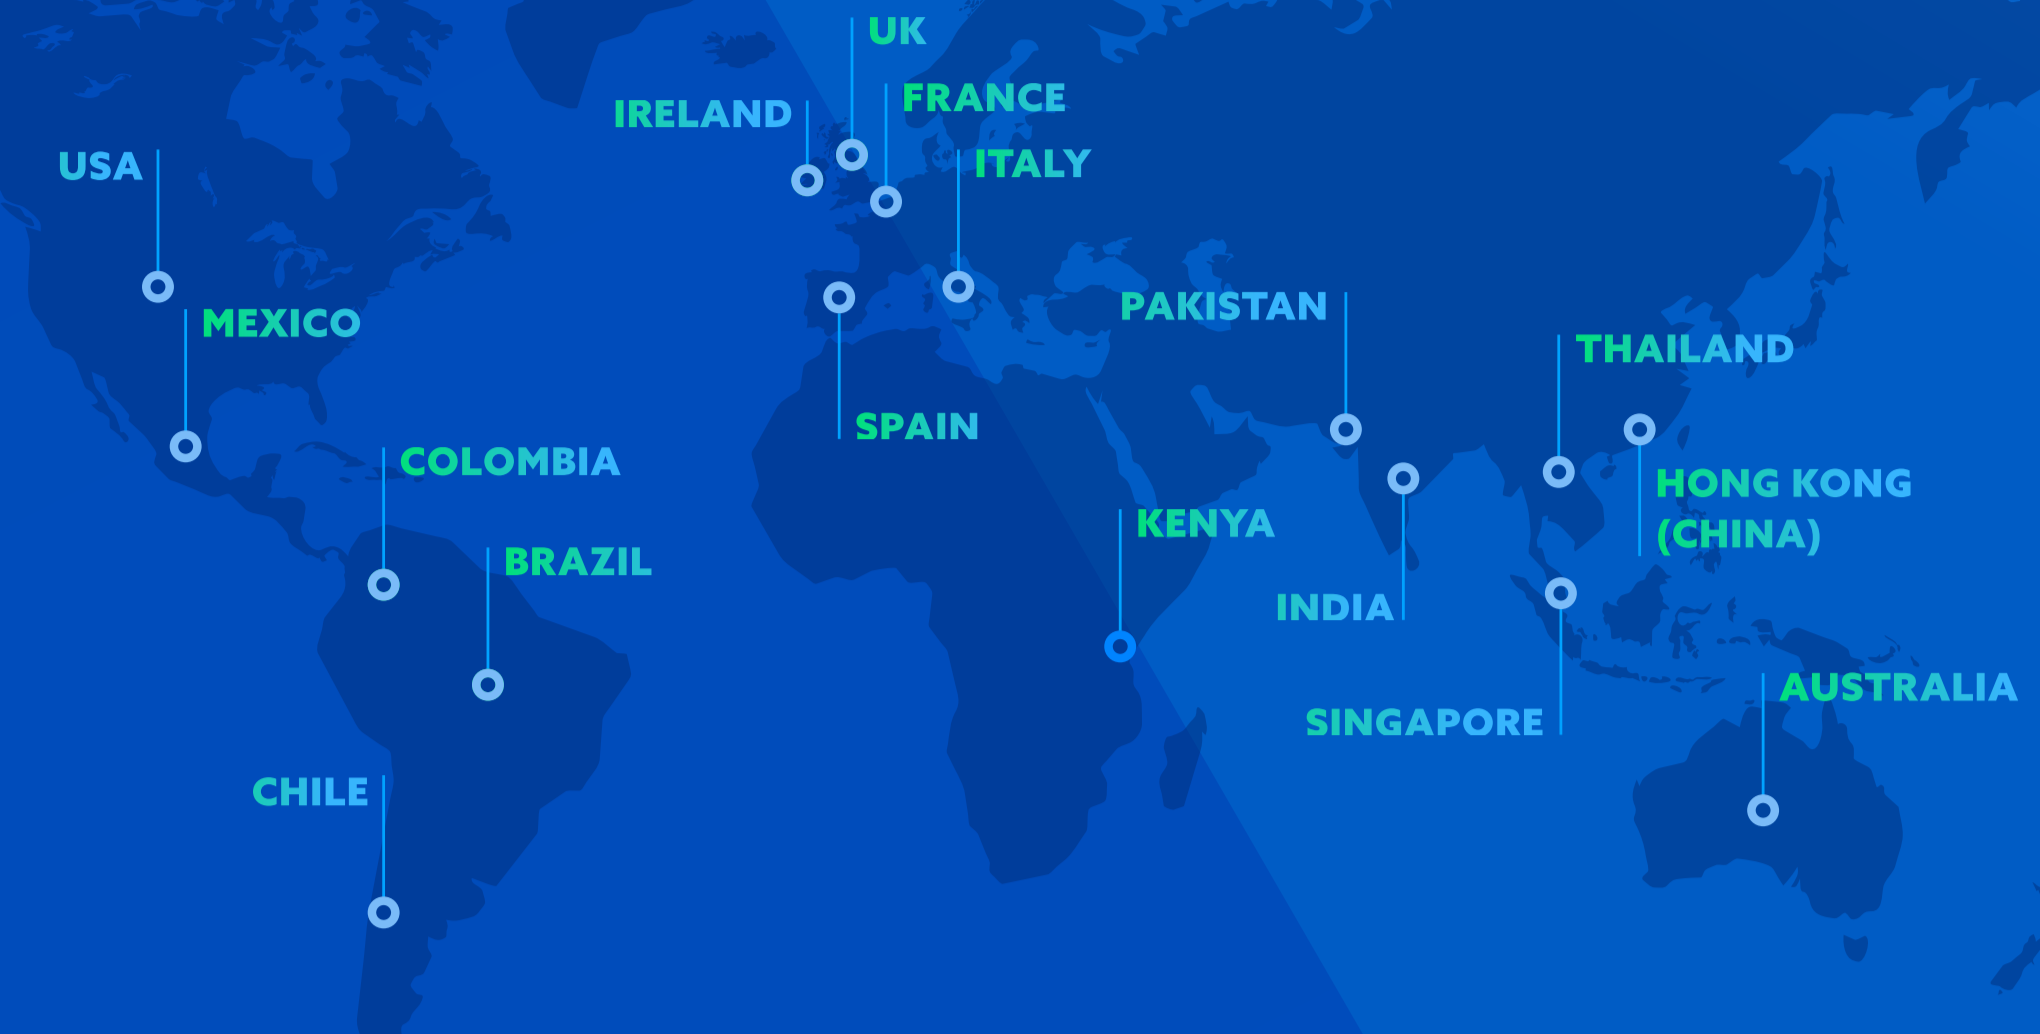 UK
FRANCE
IRELAND
ITALY
USA
PAKISTAN
MEXICO
THAILAND
SPAIN
COLOMBIA
HONG KONG
(CHINA)
KENYA
BRAZIL
INDIA
AUSTRALIA
SINGAPORE
CHILE